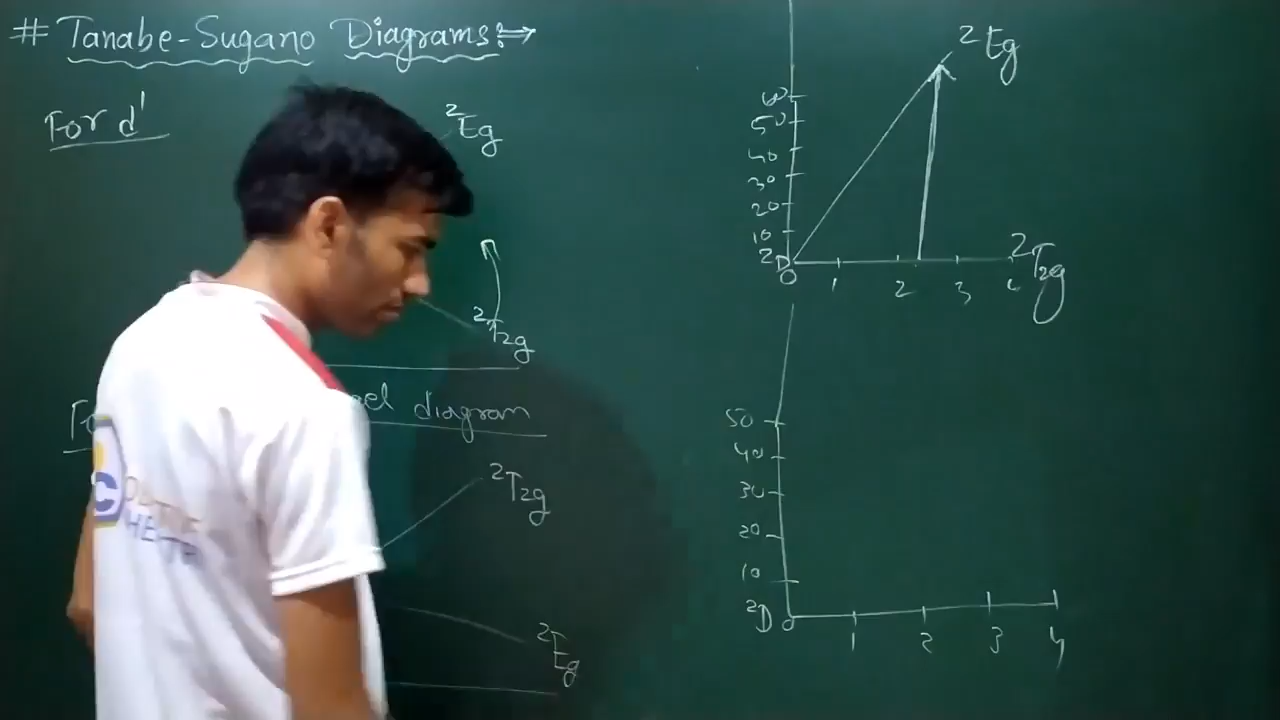 # Tanabe-Sugano Diagrams:→
For d¹
²Eg
²T₂g
diagram
²T₂g
²Eg
²Eg
60
50
40
30
20
10
²D
0 1 2 3 4
²T₂g
50
40
30
20
10
²D
0 1 2 3 4